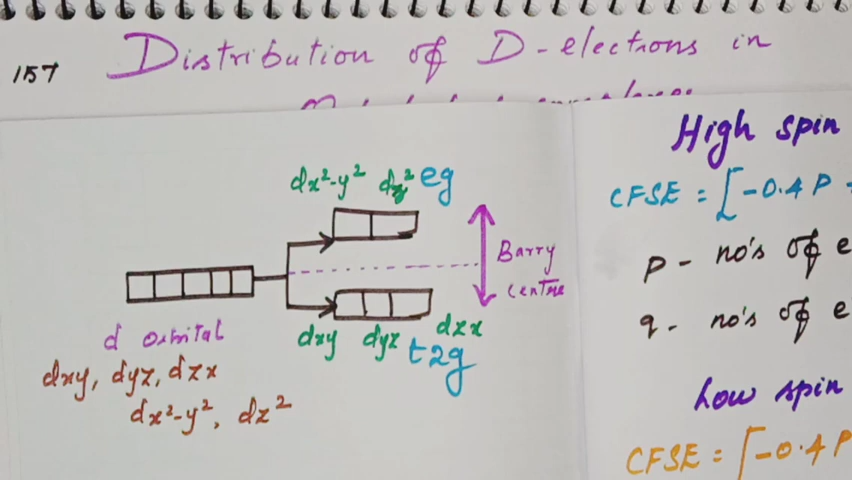 157
Distribution of D-electrons in
dx²-y² dz² eg
Barry
centre
d orbital
dxy, dyz, dzx
dx²-y², dz²
dxy dyz dzx
t2g
High spin
CFSE = [-0.4 P
P - no's of e
q - no's of e
Low spin
CFSE = [-0.4 P